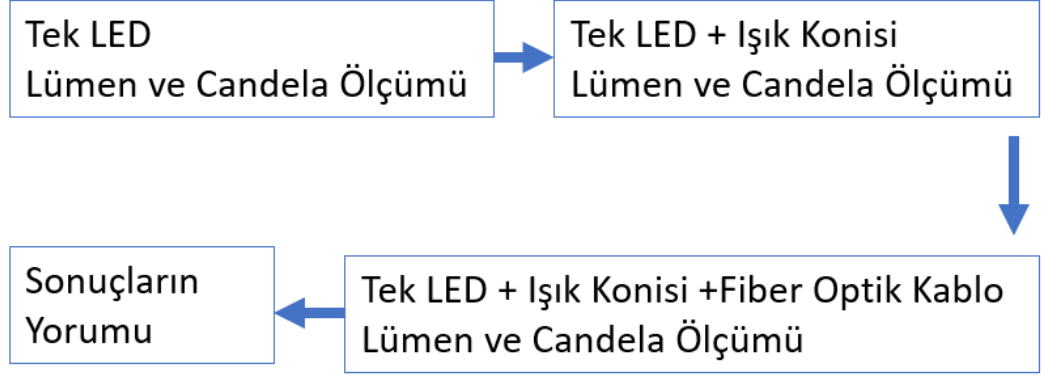 Tek LED
Lümen ve Candela Ölçümü
Tek LED + Işık Konisi
Lümen ve Candela Ölçümü
Tek LED + Işık Konisi +Fiber Optik Kablo
Lümen ve Candela Ölçümü
Sonuçların
Yorumu